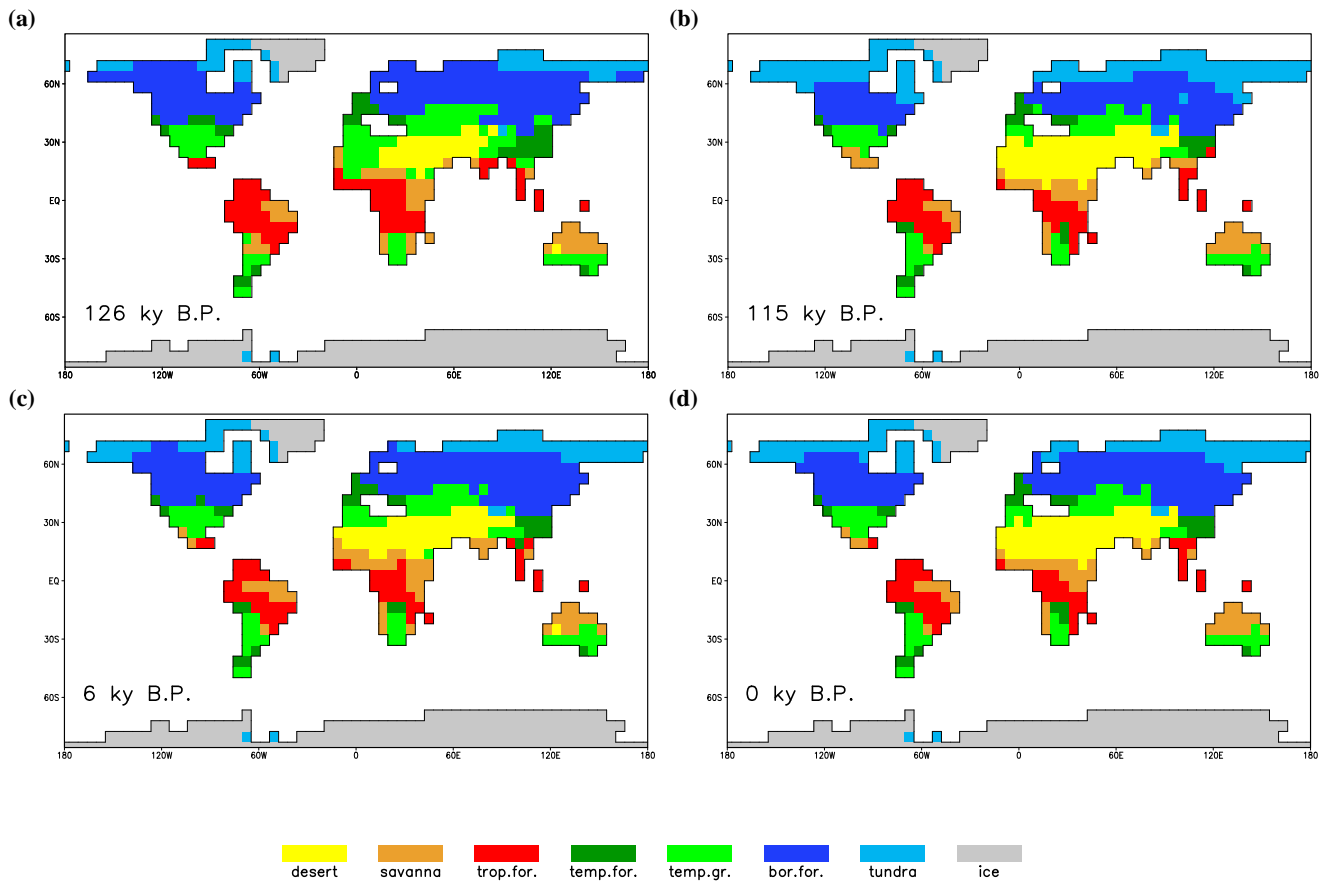 (a)
60N
30N
EQ
30S
60S
126 ky B.P.
180 120W 60W 0 60E 120E 180
(b)
60N
30N
EQ
30S
60S
115 ky B.P.
180 120W 60W 0 60E 120E 180
(c)
60N
30N
EQ
30S
60S
6 ky B.P.
180 120W 60W 0 60E 120E 180
(d)
60N
30N
EQ
30S
60S
0 ky B.P.
180 120W 60W 0 60E 120E 180
desert savanna trop.for. temp.for. temp.gr. bor.for. tundra ice